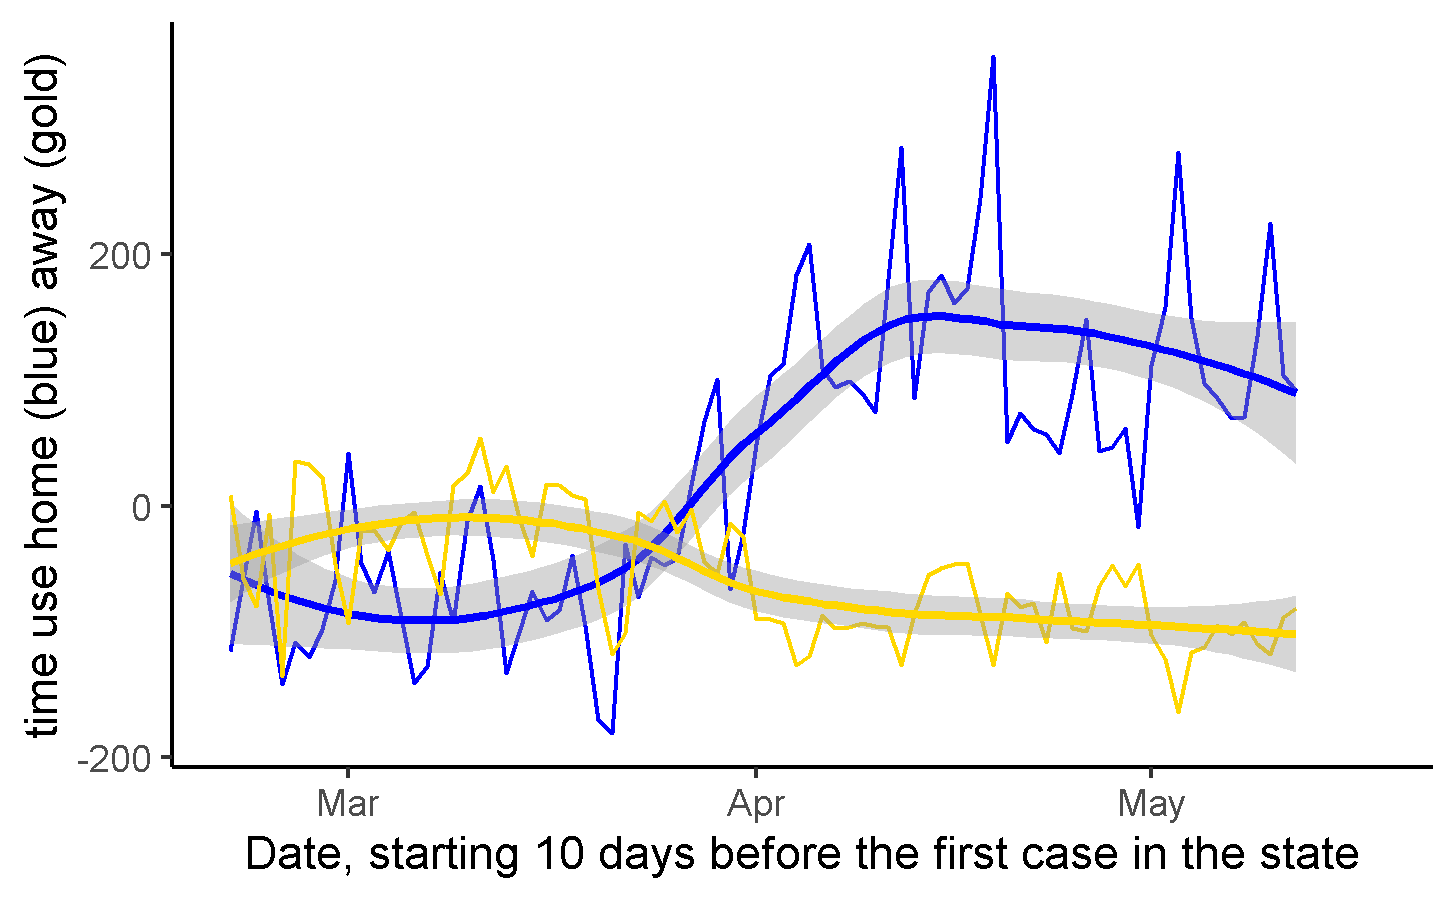 time use home (blue) away (gold)
200
0
-200
Mar
Apr
May
Date, starting 10 days before the first case in the state